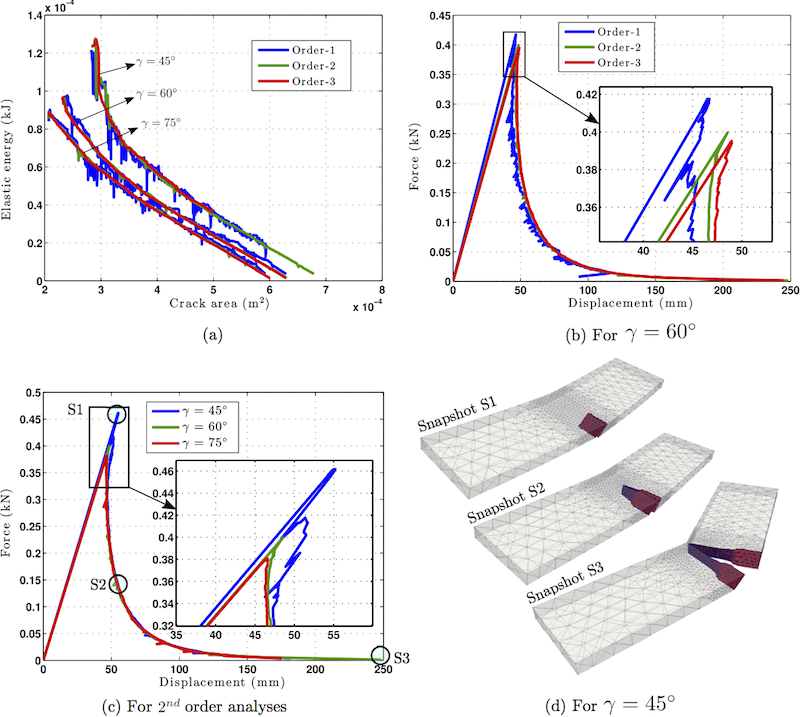 x 10⁻⁴
1.4
1.2
1
0.8
0.6
0.4
0.2
0
Elastic energy (kJ)
Order-1
Order-2
Order-3
γ = 45°
γ = 60°
γ = 75°
2 3 4 5 6 7 8
Crack area (m²)
x 10⁻⁴
(a)
0.45
0.4
0.35
0.3
0.25
0.2
0.15
0.1
0.05
0
Force (kN)
Order-1
Order-2
Order-3
0.42
0.4
0.38
0.36
40 45 50
0 50 100 150 200 250
Displacement (mm)
(b) For γ = 60°
0.5
0.45
0.4
0.35
0.3
0.25
0.2
0.15
0.1
0.05
0
Force (kN)
S1
γ = 45°
γ = 60°
γ = 75°
0.46
0.44
0.42
0.4
0.38
0.36
0.34
0.32
35 40 45 50 55
S2
S3
0 50 100 150 200 250
Displacement (mm)
(c) For 2ⁿᵈ order analyses
Snapshot S1
Snapshot S2
Snapshot S3
(d) For γ = 45°